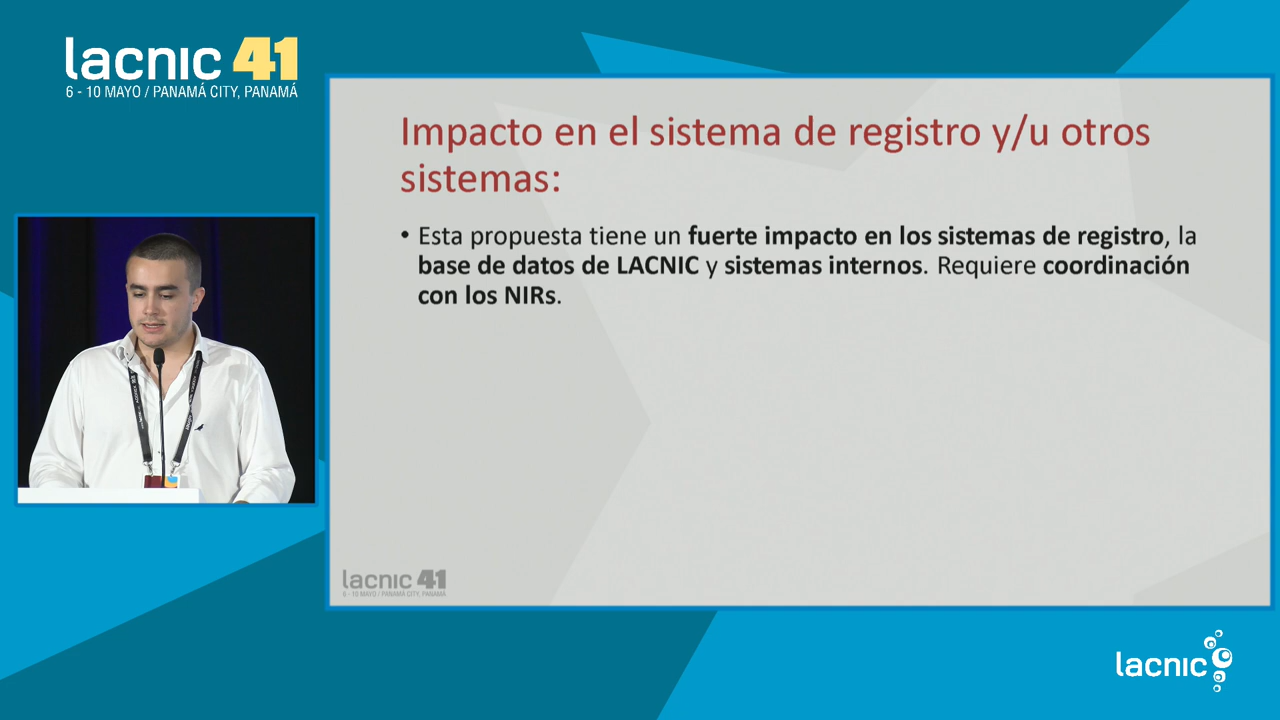 lacnic 41
6 - 10 MAYO / PANAMÁ CITY, PANAMÁ
Impacto en el sistema de registro y/u otros
sistemas:
• Esta propuesta tiene un fuerte impacto en los sistemas de registro, la
base de datos de LACNIC y sistemas internos. Requiere coordinación
con los NIRs.
lacnic 41
6 - 10 MAYO / PANAMÁ CITY, PANAMÁ
lacnic